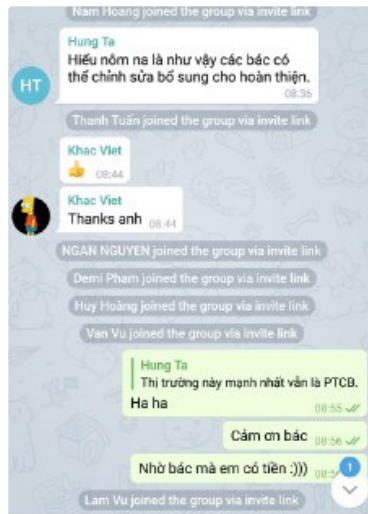 Nam Hoang joined the group via invite link
Hung Ta
Hiếu nôm na là như vậy các bác có
thể chỉnh sửa bổ sung cho hoàn thiện.
08:36
HT
Thanh Tuấn joined the group via invite link
Khac Viet
👍 08:44
Khac Viet
Thanks anh 08:44
NGAN NGUYEN joined the group via invite link
Demi Pham joined the group via invite link
Huy Hoàng joined the group via invite link
Van Vu joined the group via invite link
Hung Ta
Thị trường này mạnh nhất vẫn là PTCB.
Ha ha
08:55
Cảm ơn bác 08:56
Nhờ bác mà em có tiền :)))
1
Lam Vu joined the group via invite link